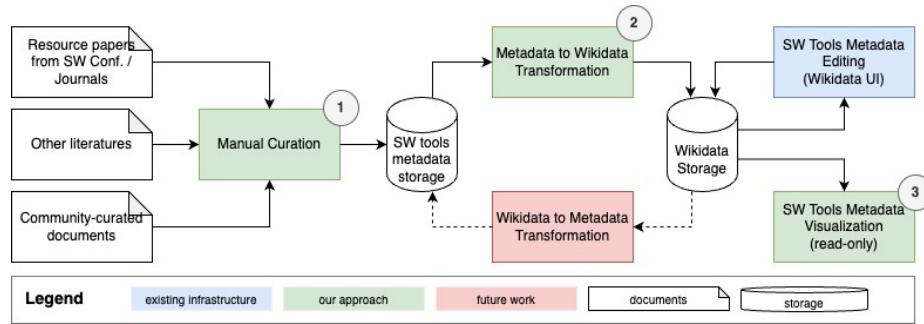 Resource papers
from SW Conf. /
Journals
Other literatures
Community-curated
documents
1
Manual Curation
SW tools
metadata
storage
2
Metadata to Wikidata
Transformation
Wikidata to Metadata
Transformation
Wikidata
Storage
SW Tools Metadata
Editing
(Wikidata UI)
3
SW Tools Metadata
Visualization
(read-only)
Legend
existing infrastructure
our approach
future work
documents
storage